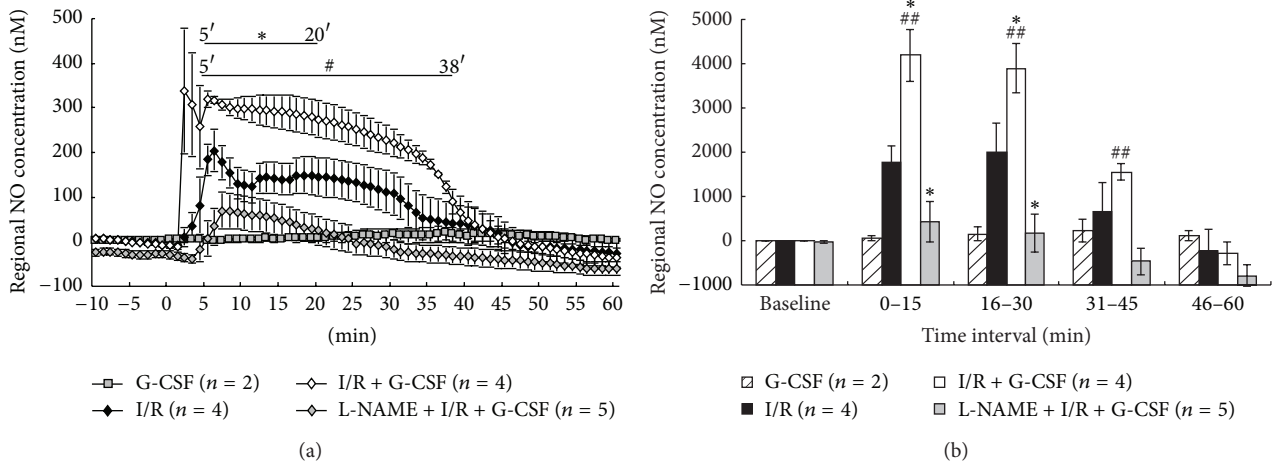 Regional NO concentration (nM)
500
400
300
200
100
0
−100
5′ * 20′
5′ # 38′
−10 −5 0 5 10 15 20 25 30 35 40 45 50 55 60
(min)
G-CSF (n = 2)
I/R + G-CSF (n = 4)
I/R (n = 4)
L-NAME + I/R + G-CSF (n = 5)
(a)
Regional NO concentration (nM)
5000
4000
3000
2000
1000
0
−1000
*
##
*
*
##
*
##
Baseline 0–15 16–30 31–45 46–60
Time interval (min)
G-CSF (n = 2)
I/R + G-CSF (n = 4)
I/R (n = 4)
L-NAME + I/R + G-CSF (n = 5)
(b)